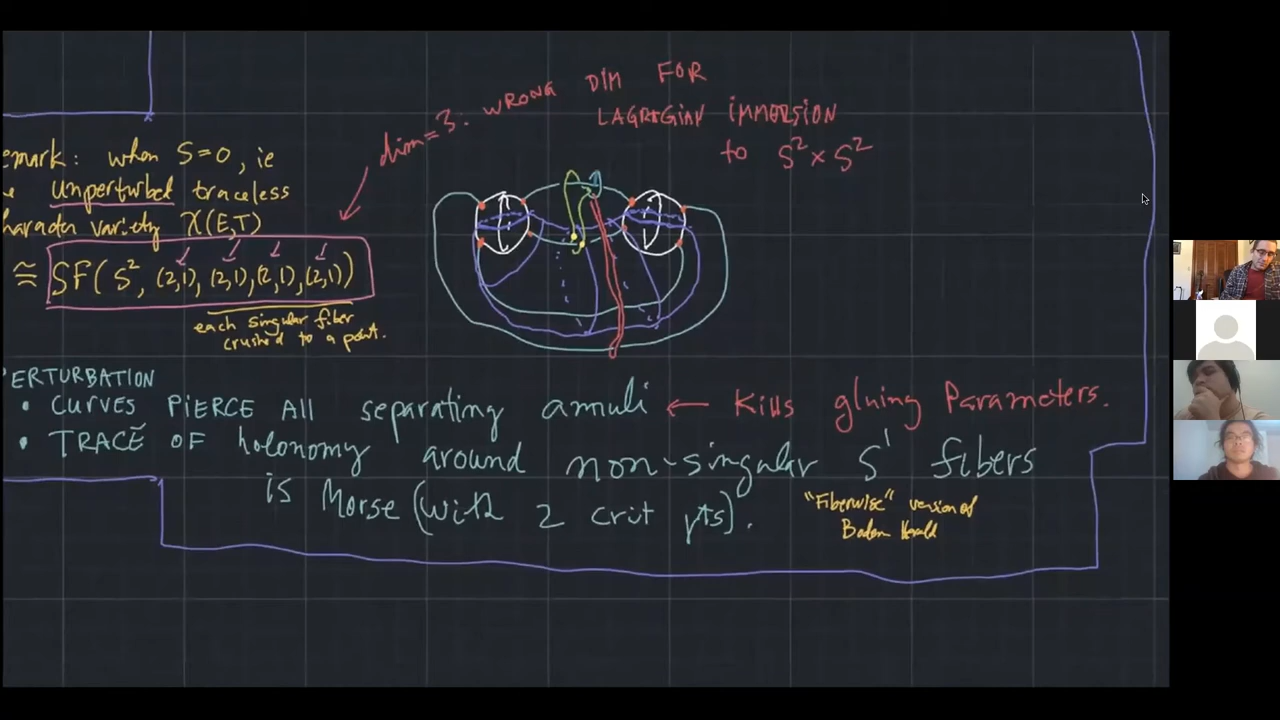 dim=3. WRONG DIM FOR
LAGRAGIAN IMMERSION
to S²×S²
emark: when S=0, ie
e unperturbed traceless
haracter variety X(E,T)
≅ SF(S², (2,1), (2,1), (2,1), (2,1))
each singular fiber
crushed to a point.
ERTURBATION
• CURVES PIERCE All separating annuli ← Kills gluing Parameters.
• TRACE OF holonomy around non-singular S¹ fibers
is Morse (with 2 crit pts).
"Fiberwise" version of
Boden Herald